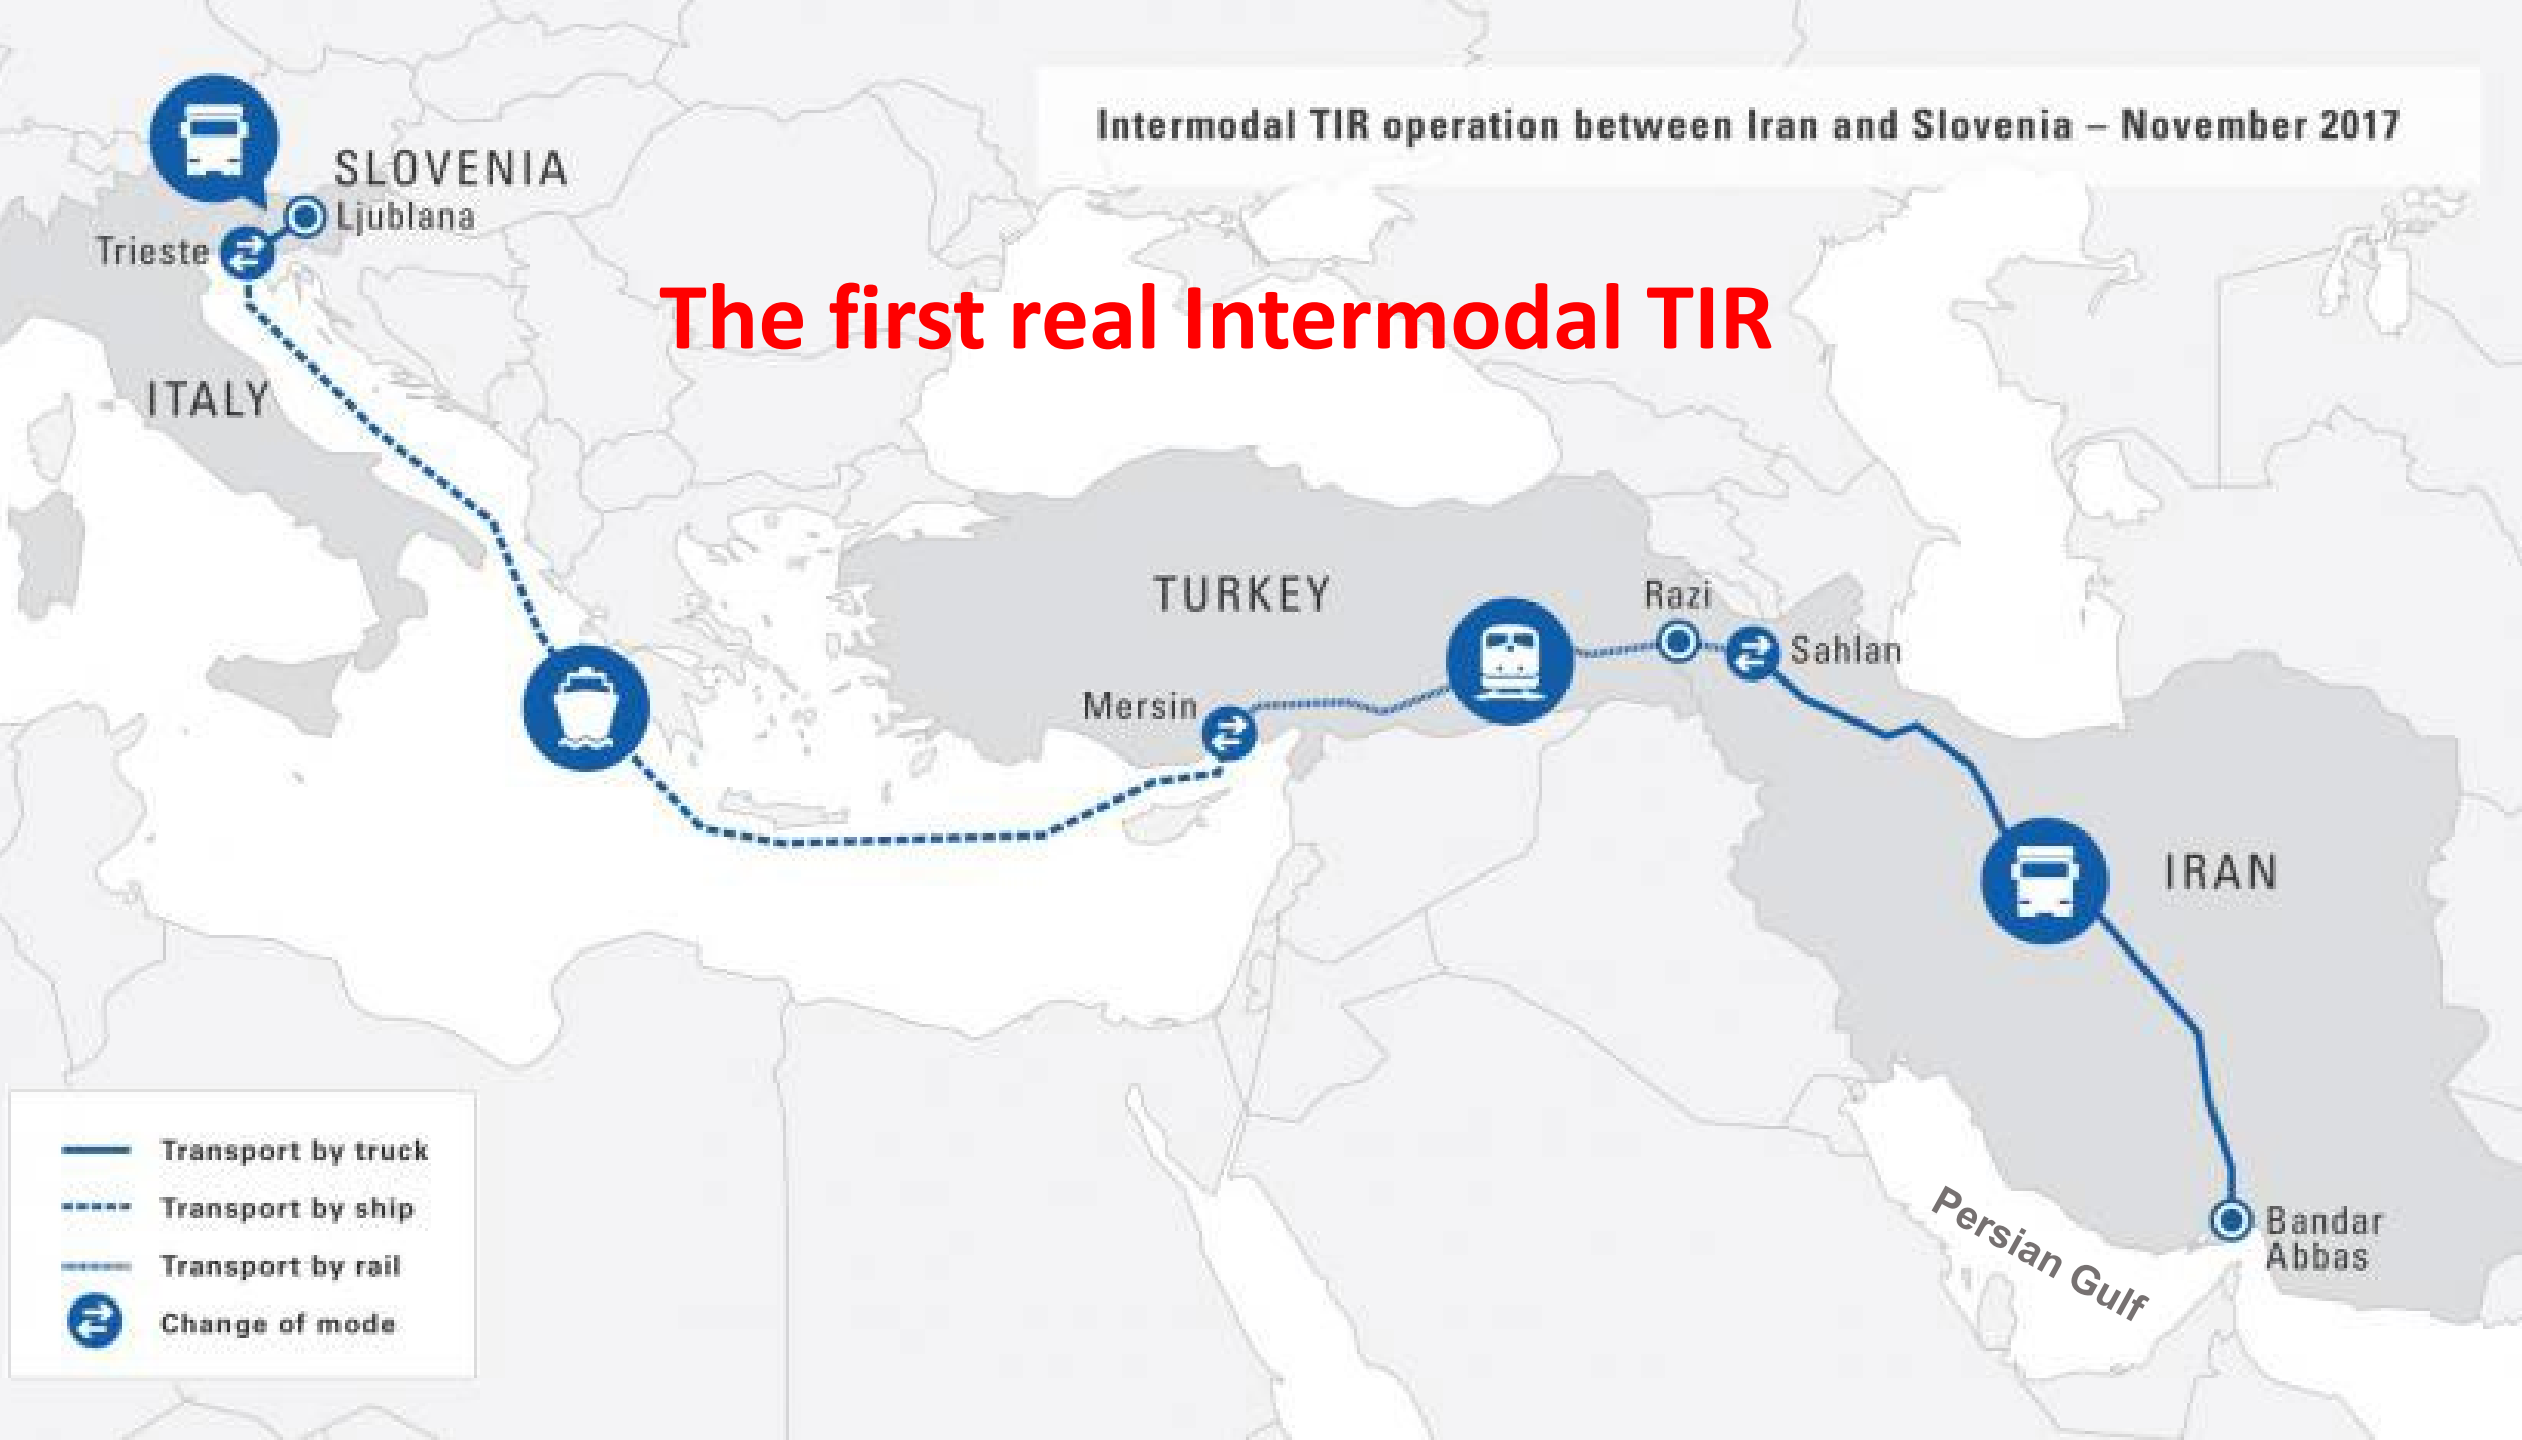 Intermodal TIR operation between Iran and Slovenia – November 2017
SLOVENIA
Ljublana
Trieste
The first real Intermodal TIR
ITALY
TURKEY
Razi
Sahlan
Mersin
IRAN
Persian Gulf
Bandar
Abbas
Transport by truck
Transport by ship
Transport by rail
Change of mode